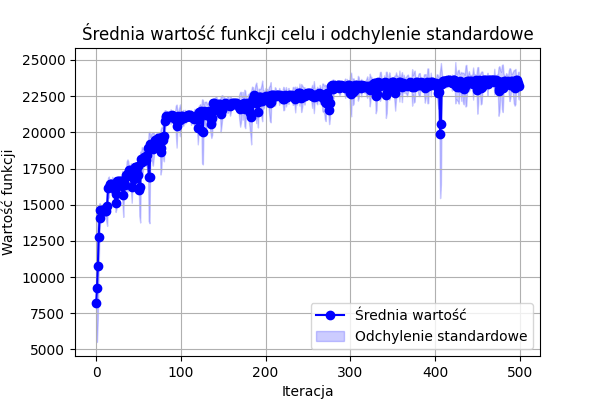 Średnia wartość funkcji celu i odchylenie standardowe
Wartość funkcji
25000
22500
20000
17500
15000
12500
10000
7500
5000
Średnia wartość
Odchylenie standardowe
0 100 200 300 400 500
Iteracja